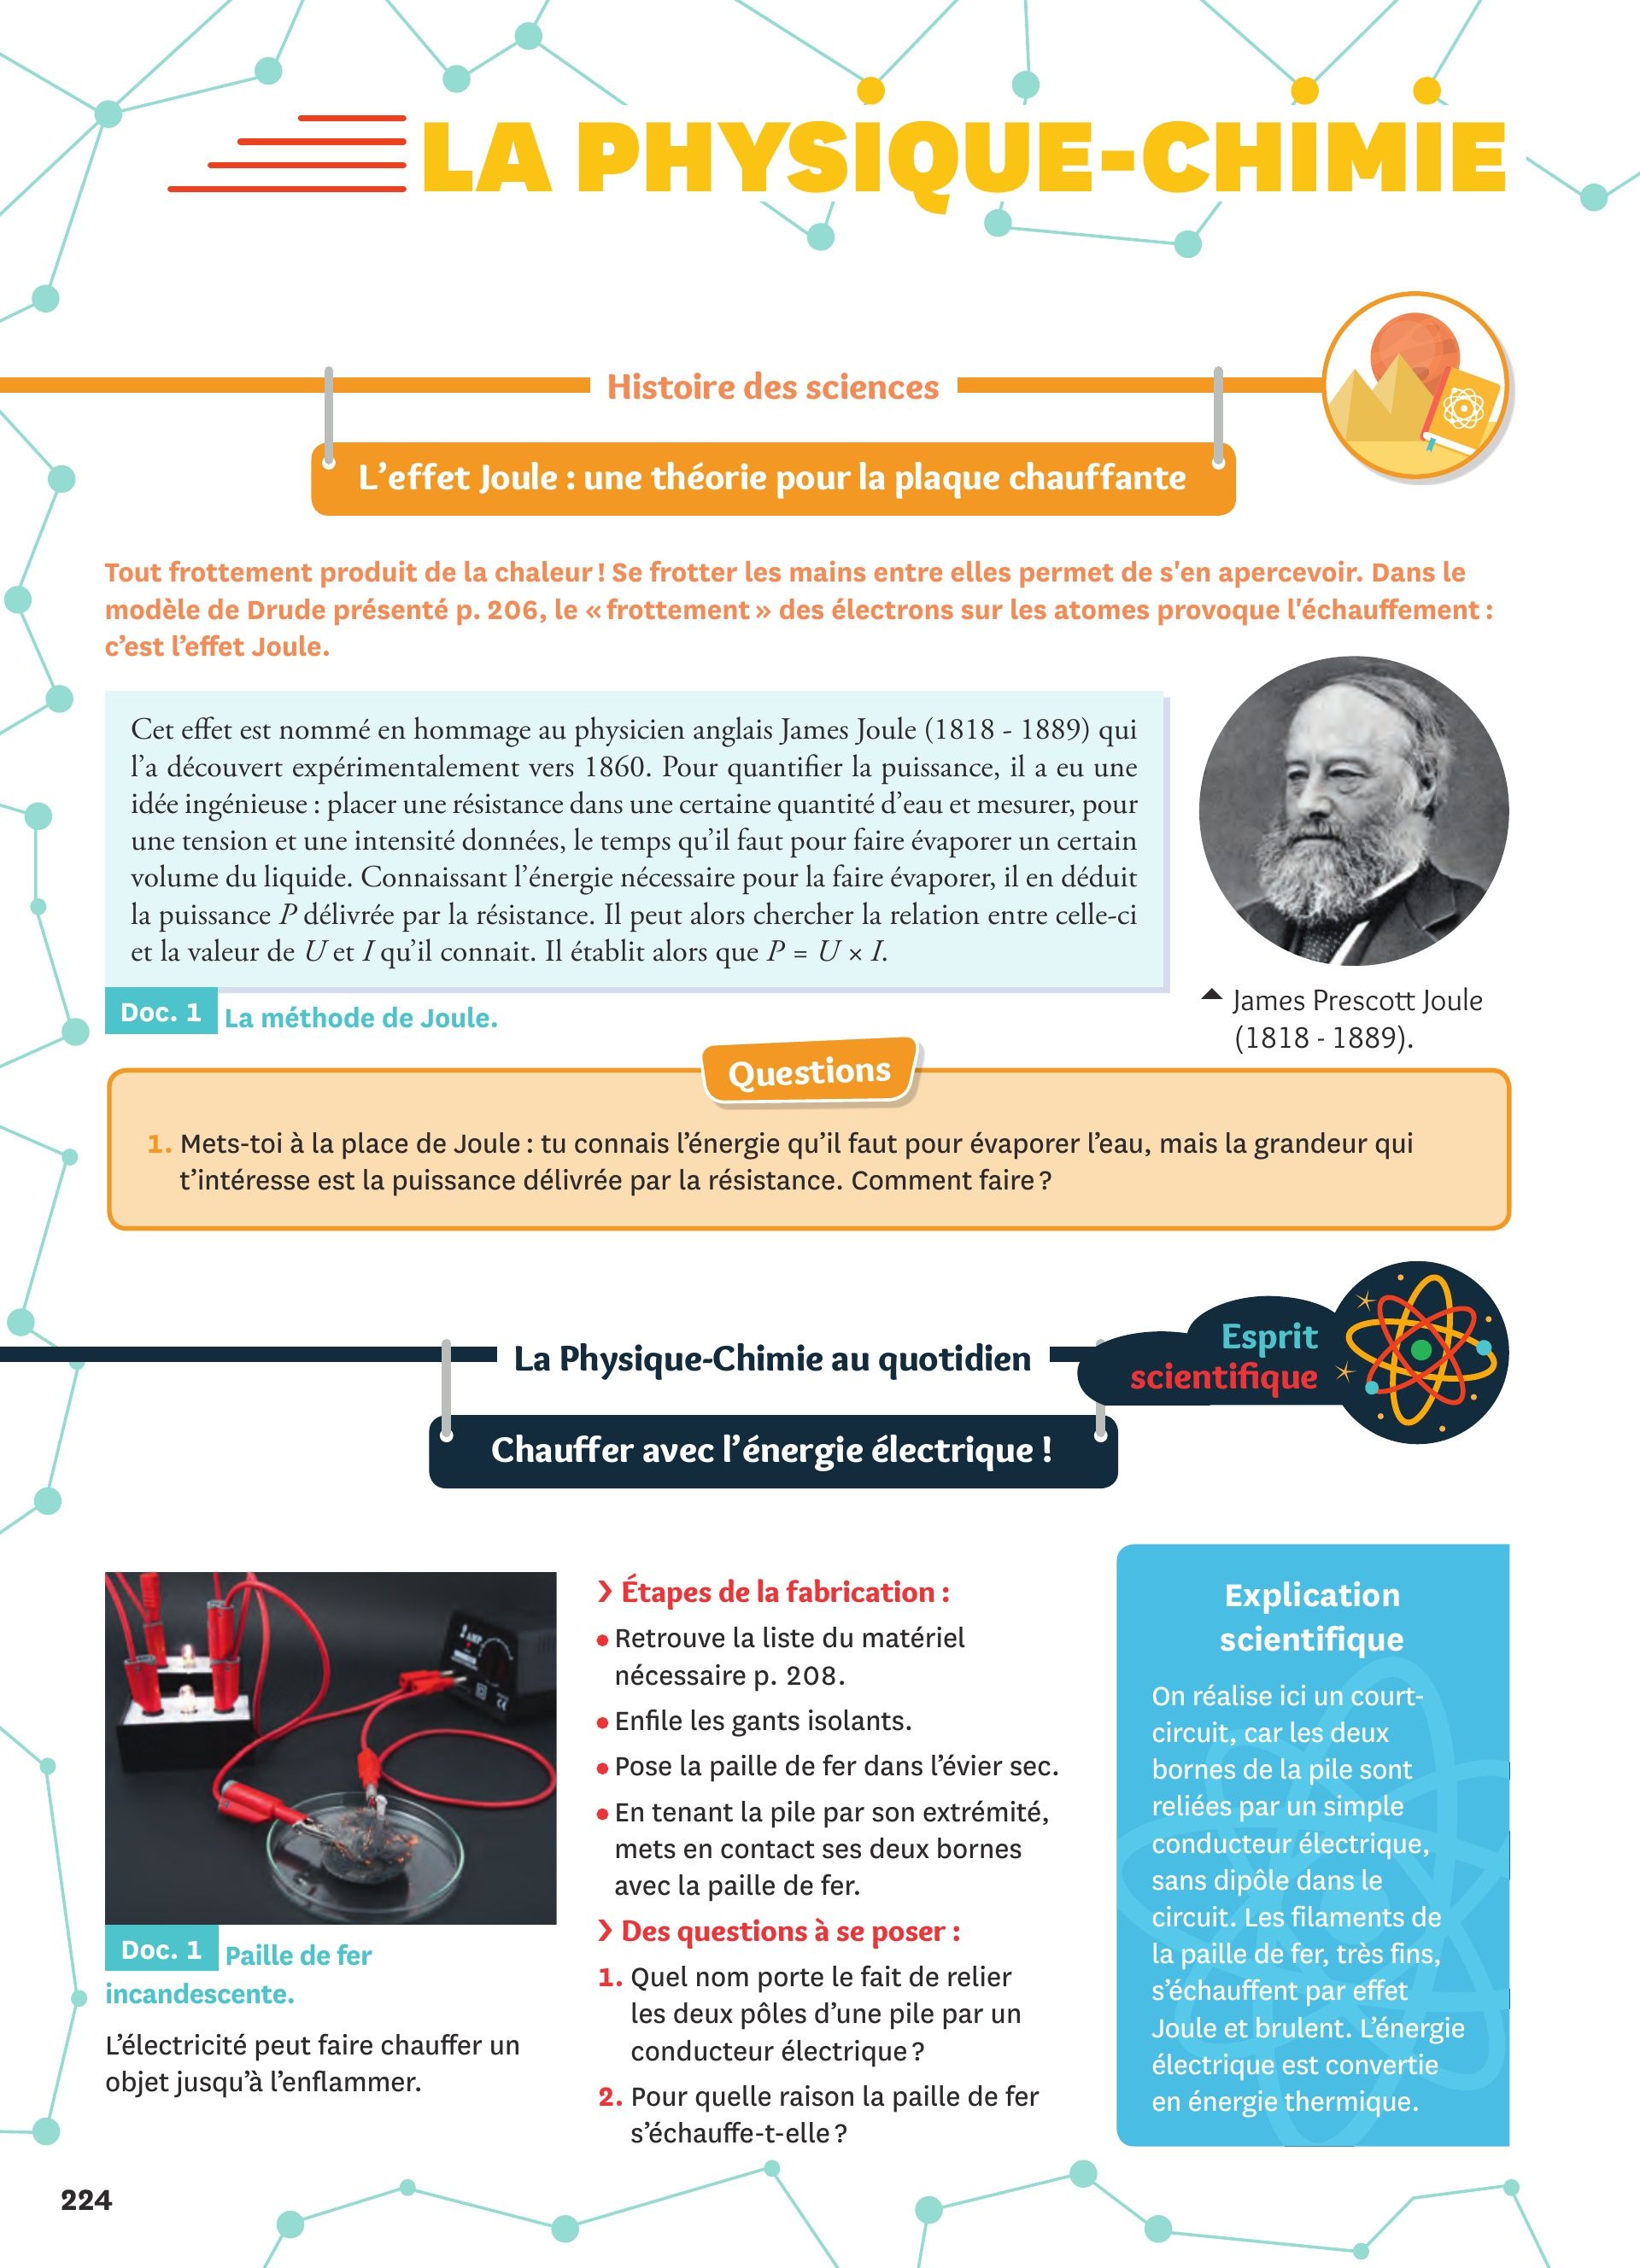 LA PHYSIQUE-CHIMIE
Histoire des sciences
L’effet Joule : une théorie pour la plaque chauffante
Tout frottement produit de la chaleur ! Se frotter les mains entre elles permet de s'en apercevoir. Dans le
modèle de Drude présenté p. 206, le « frottement » des électrons sur les atomes provoque l'échauffement :
c’est l’effet Joule.
Cet effet est nommé en hommage au physicien anglais James Joule (1818 - 1889) qui
l’a découvert expérimentalement vers 1860. Pour quantifier la puissance, il a eu une
idée ingénieuse : placer une résistance dans une certaine quantité d’eau et mesurer, pour
une tension et une intensité données, le temps qu’il faut pour faire évaporer un certain
volume du liquide. Connaissant l’énergie nécessaire pour la faire évaporer, il en déduit
la puissance P délivrée par la résistance. Il peut alors chercher la relation entre celle-ci
et la valeur de U et I qu’il connait. Il établit alors que P = U × I.
Doc. 1 La méthode de Joule.
James Prescott Joule
(1818 - 1889).
Questions
1. Mets-toi à la place de Joule : tu connais l’énergie qu’il faut pour évaporer l’eau, mais la grandeur qui
t’intéresse est la puissance délivrée par la résistance. Comment faire ?
La Physique-Chimie au quotidien
Esprit
scientifique
Chauffer avec l’énergie électrique !
Doc. 1 Paille de fer
incandescente.
L’électricité peut faire chauffer un
objet jusqu’à l’enflammer.
Étapes de la fabrication :
• Retrouve la liste du matériel
nécessaire p. 208.
• Enfile les gants isolants.
• Pose la paille de fer dans l’évier sec.
• En tenant la pile par son extrémité,
mets en contact ses deux bornes
avec la paille de fer.
Des questions à se poser :
1. Quel nom porte le fait de relier
les deux pôles d’une pile par un
conducteur électrique ?
2. Pour quelle raison la paille de fer
s’échauffe-t-elle ?
Explication
scientifique
On réalise ici un court-
circuit, car les deux
bornes de la pile sont
reliées par un simple
conducteur électrique,
sans dipôle dans le
circuit. Les filaments de
la paille de fer, très fins,
s’échauffent par effet
Joule et brulent. L’énergie
électrique est convertie
en énergie thermique.
224